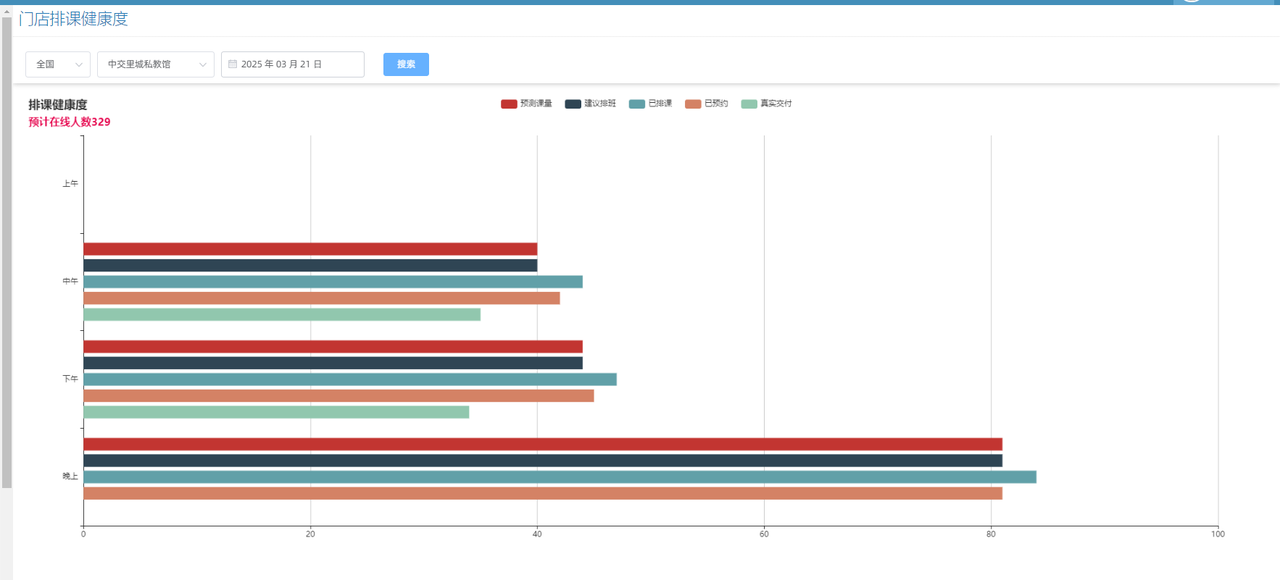 门店排课健康度
全国 中交里城私教馆 2025 年 03 月 21 日 搜索
排课健康度 预测课量 建议排班 已排课 已预约 真实交付
预计在线人数329
上午
中午
下午
晚上
0 20 40 60 80 100